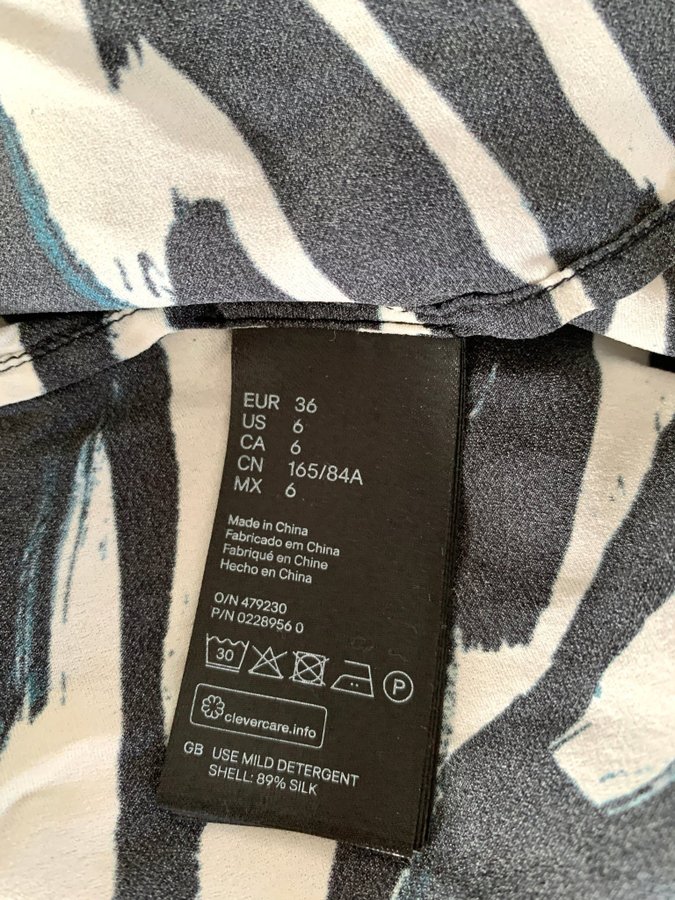 EUR 36
US 6
CA 6
CN 165/84A
MX 6
Made in China
Fabricado em China
Fabriqué en Chine
Hecho en China
O/N 479230
P/N 0228956 0
30
P
clevercare.info
GB USE MILD DETERGENT
SHELL: 89% SILK